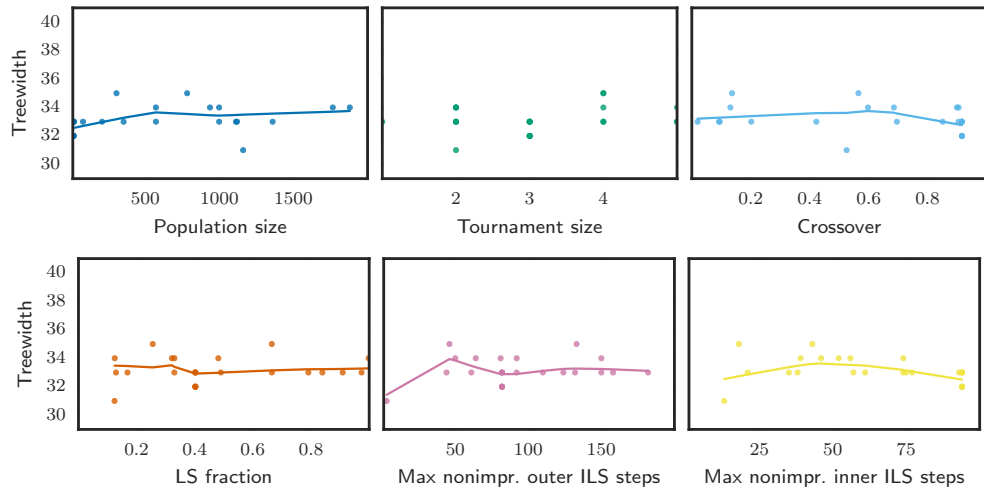 40
38
36
34
32
30
Treewidth
500 1000 1500
2 3 4
0.2 0.4 0.6 0.8
Population size
Tournament size
Crossover
40
38
36
34
32
30
Treewidth
0.2 0.4 0.6 0.8
50 100 150
25 50 75
LS fraction
Max nonimpr. outer ILS steps
Max nonimpr. inner ILS steps